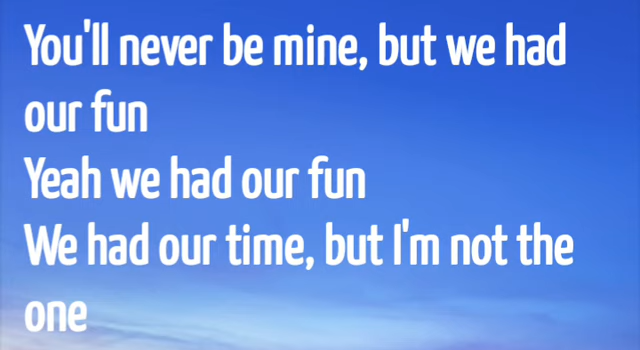 You'll never be mine, but we had
our fun
Yeah we had our fun
We had our time, but I'm not the
one